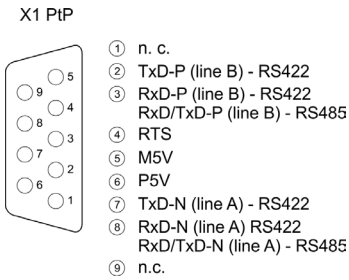 X1 PtP
5
9
4
8
3
7
2
6
1
① n. c.
② TxD-P (line B) - RS422
③ RxD-P (line B) - RS422
RxD/TxD-P (line B) - RS485
④ RTS
⑤ M5V
⑥ P5V
⑦ TxD-N (line A) - RS422
⑧ RxD-N (line A) RS422
RxD/TxD-N (line A) - RS485
⑨ n.c.